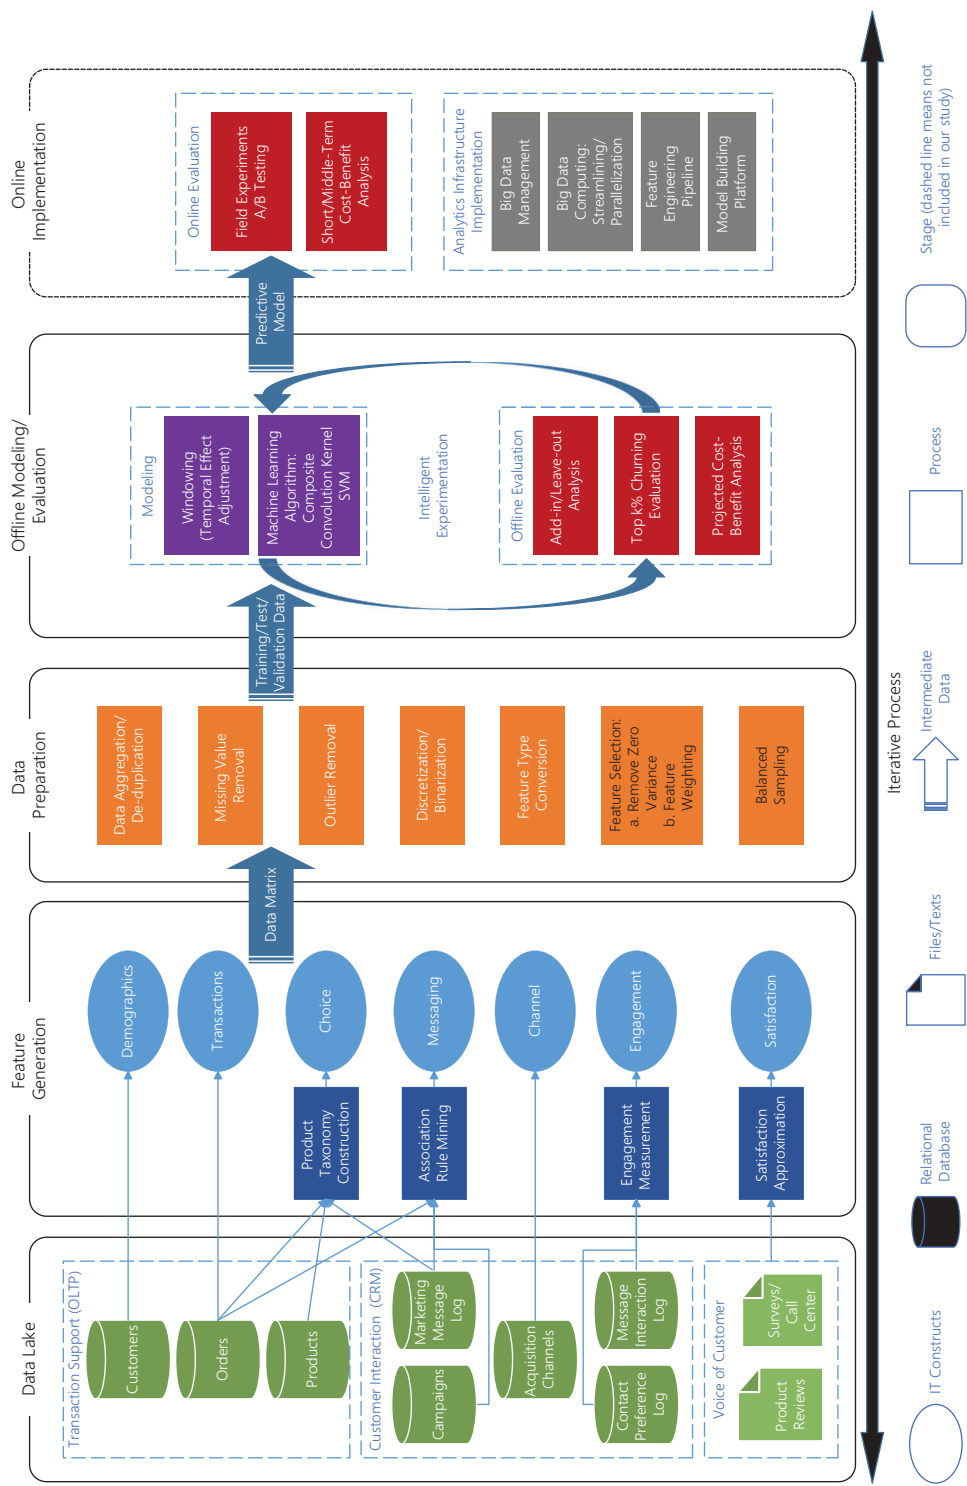 Data Lake
Transaction Support (OLTP)
Customers
Orders
Products
Customer Interaction (CRM)
Campaigns
Marketing
Message
Log
Acquisition
Channels
Contact
Preference
Log
Message
Interaction
Log
Voice of Customer
Product
Reviews
Surveys/
Call
Center
Feature
Generation
Product
Taxonomy
Construction
Association
Rule Mining
Engagement
Measurement
Satisfaction
Approximation
Demographics
Transactions
Choice
Messaging
Channel
Engagement
Satisfaction
Data Matrix
Data
Preparation
Data Aggregation/
De-duplication
Missing Value
Removal
Outlier Removal
Discretization/
Binarization
Feature Type
Conversion
Feature Selection:
a. Remove Zero
Variance
b. Feature
Weighting
Balanced
Sampling
Training/Test/
Validation Data
Offline Modeling/
Evaluation
Modeling
Windowing
(Temporal Effect
Adjustment)
Machine Learning
Algorithm:
Composite
Convolution Kernel
SVM
Intelligent
Experimentation
Offline Evaluation
Add-in/Leave-out
Analysis
Top K% Churning
Evaluation
Projected Cost-
Benefit Analysis
Predictive
Model
Online
Implementation
Online Evaluation
Field Experiments
A/B Testing
Short/Middle-Term
Cost-Benefit
Analysis
Analytics Infrastructure
Implementation
Big Data
Management
Big Data
Computing:
Streamlining/
Parallelization
Feature
Engineering
Pipeline
Model Building
Platform
Iterative Process
IT Constructs
Relational
Database
Files/Texts
Intermediate
Data
Process
Stage (dashed line means not
included in our study)